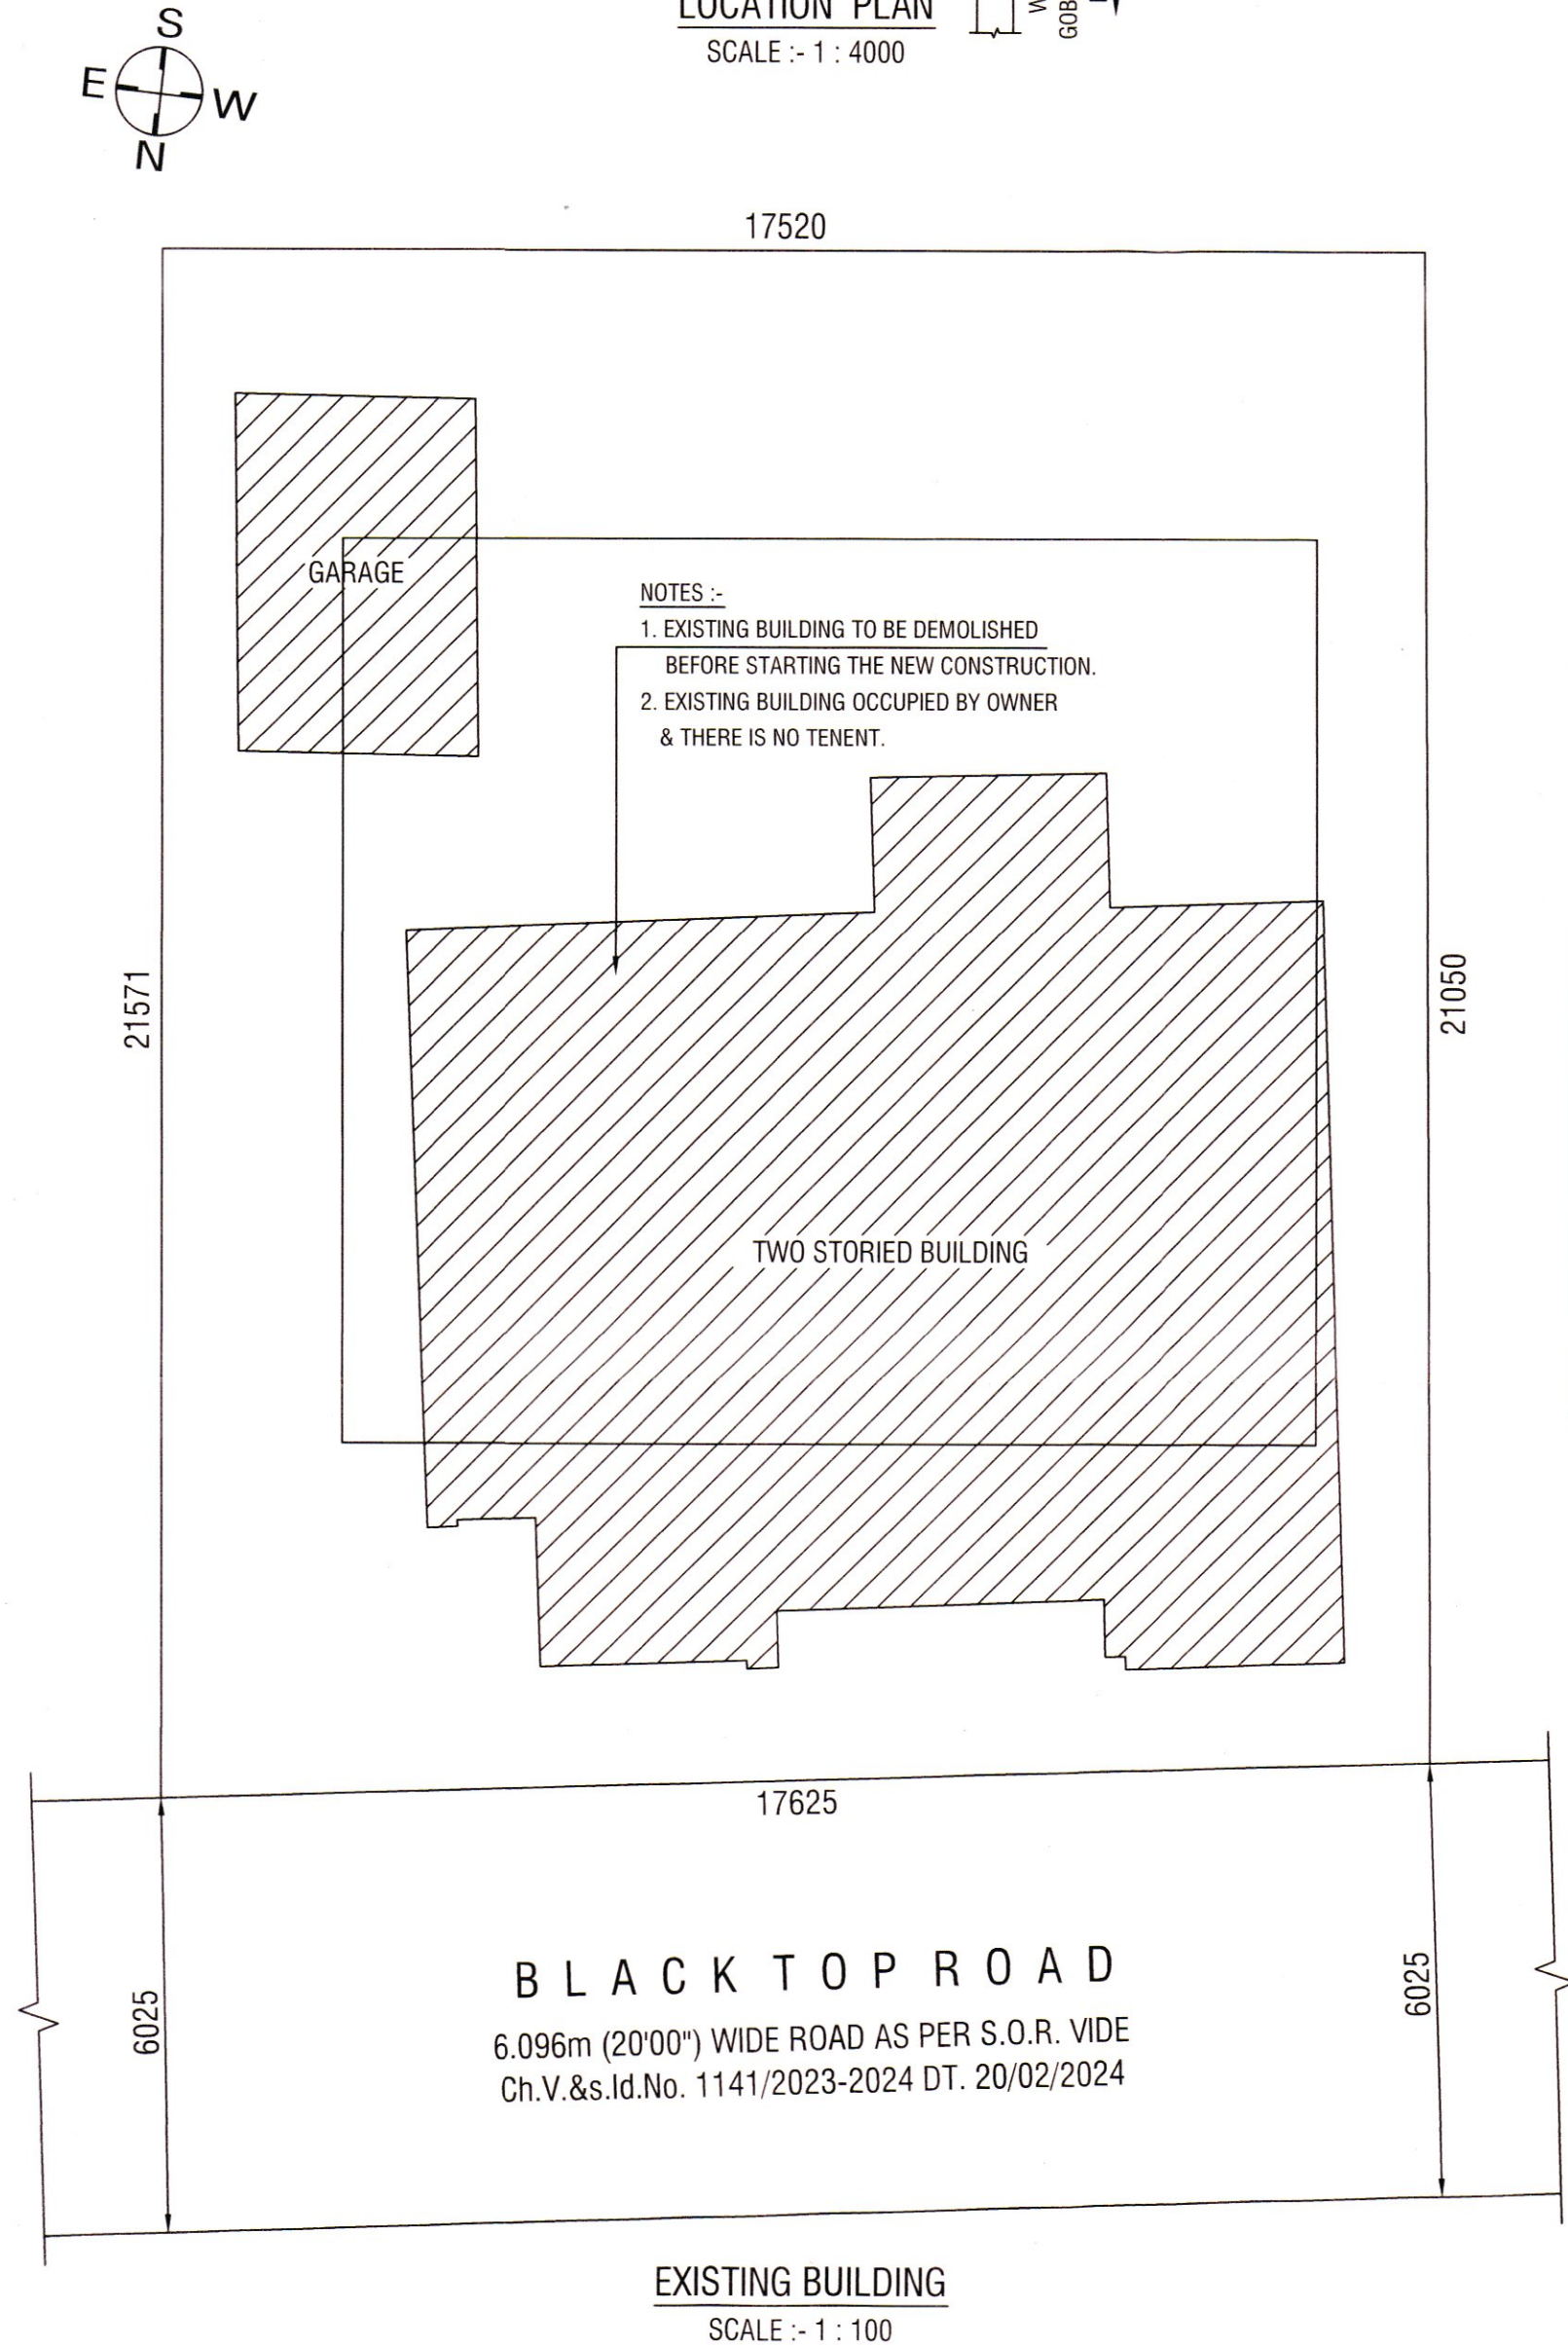 LOCATION PLAN
SCALE :- 1 : 4000
W
GOB
S
E
W
N
17520
GARAGE
NOTES :-
1. EXISTING BUILDING TO BE DEMOLISHED
BEFORE STARTING THE NEW CONSTRUCTION.
2. EXISTING BUILDING OCCUPIED BY OWNER
& THERE IS NO TENENT.
21571
21050
TWO STORIED BUILDING
17625
BLACK TOP ROAD
6025
6025
6.096m (20'00") WIDE ROAD AS PER S.O.R. VIDE
Ch.V.&s.Id.No. 1141/2023-2024 DT. 20/02/2024
EXISTING BUILDING
SCALE :- 1 : 100